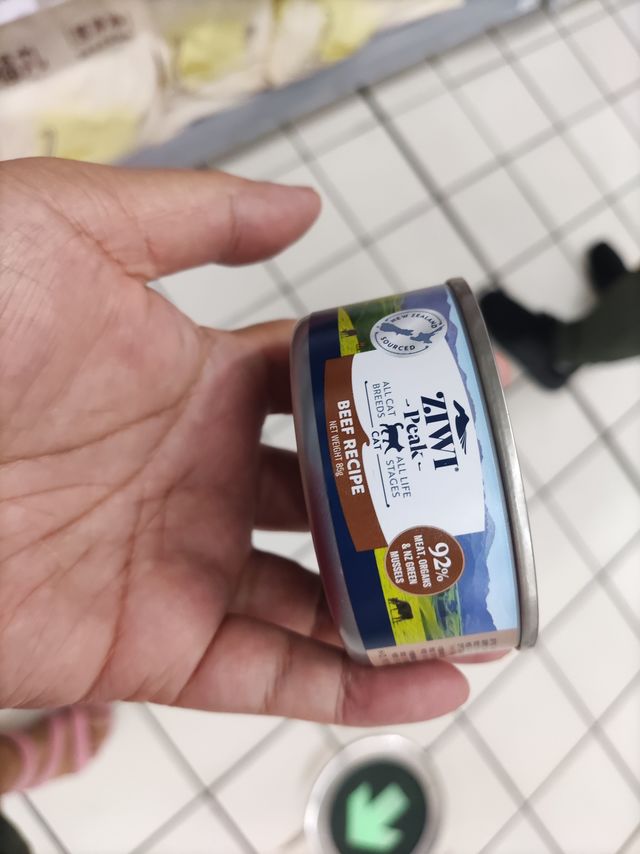 NEW ZEALAND
SOURCED
ZIWI
- Peak -
ALL CAT
BREEDS
CAT
ALL LIFE
STAGES
BEEF RECIPE
NET WEIGHT 85g
92%
MEAT, ORGANS
& NZ GREEN
MUSSELS